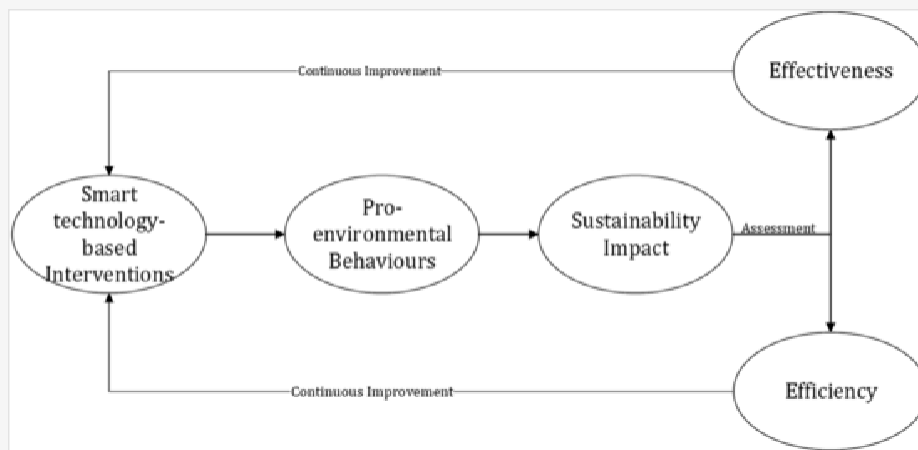 Continuous Improvement
Effectiveness
Smart
technology-
based
Interventions
Pro-
environmental
Behaviours
Sustainability
Impact
Assessment
Continuous Improvement
Efficiency